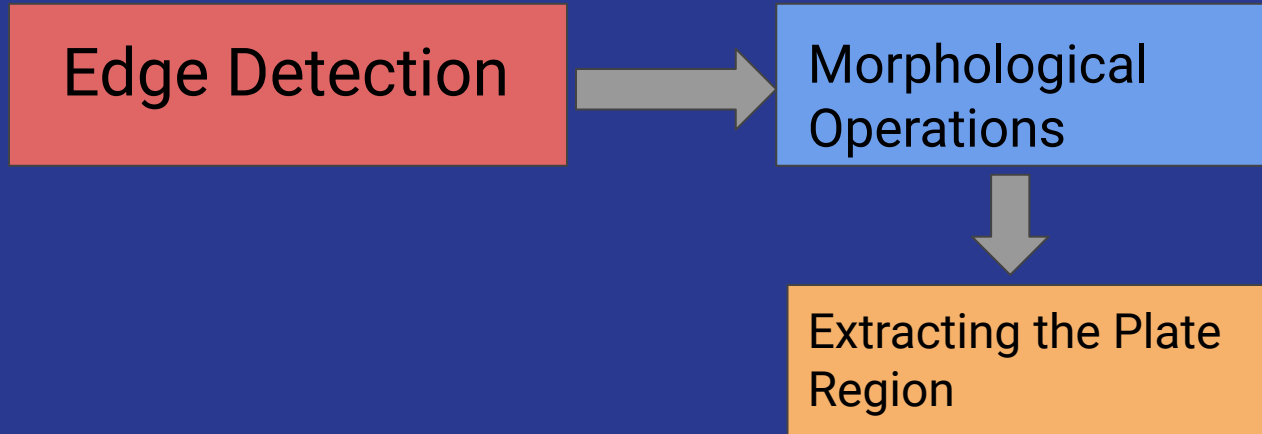 Edge Detection
Morphological
Operations
Extracting the Plate
Region